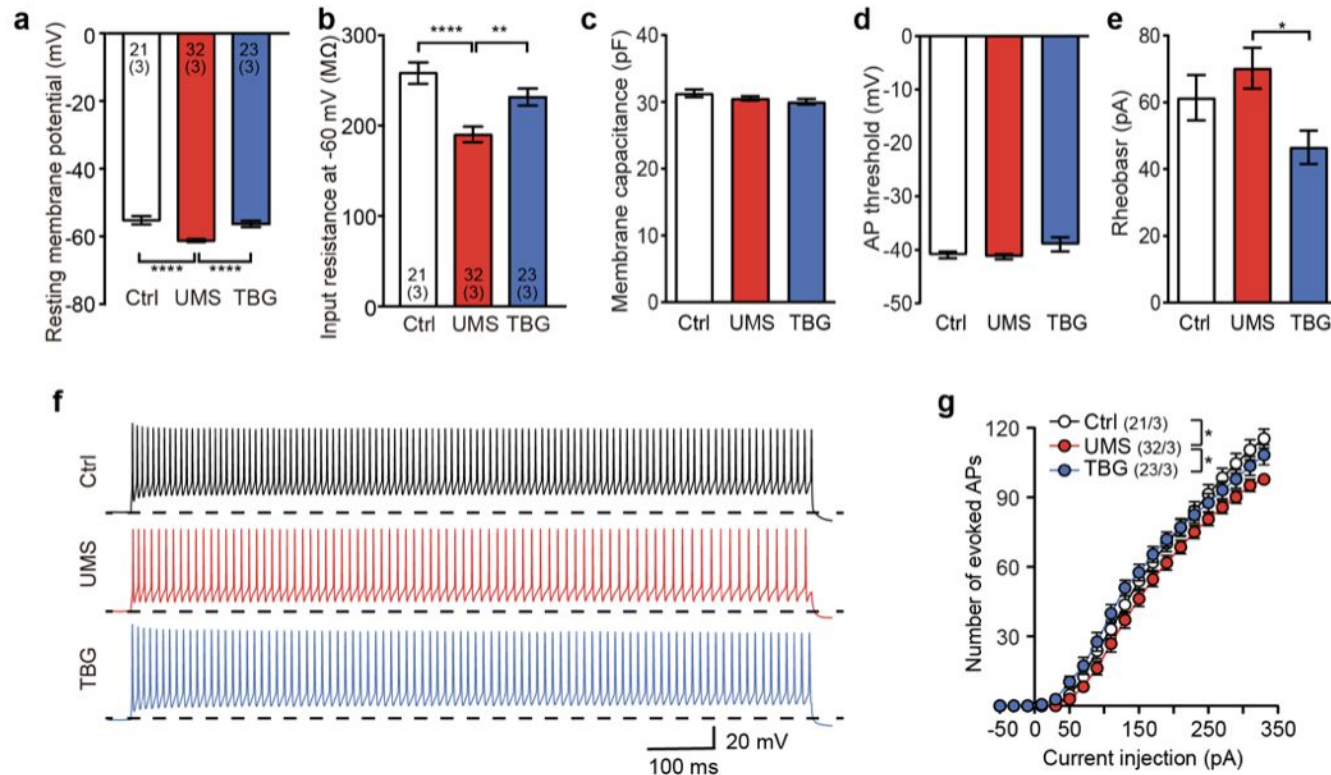 a
Resting membrane potential (mV)
0
-20
-40
-60
-80
21
(3)
32
(3)
23
(3)
****
****
Ctrl UMS TBG
b
Input resistance at -60 mV (MΩ)
300
200
100
0
**** **
21
(3)
32
(3)
23
(3)
Ctrl UMS TBG
c
Membrane capacitance (pF)
40
30
20
10
0
Ctrl UMS TBG
d
AP threshold (mV)
0
-10
-20
-30
-40
-50
Ctrl UMS TBG
e
Rheobasr (pA)
80
60
40
20
0
*
Ctrl UMS TBG
f
Ctrl
UMS
TBG
20 mV
100 ms
g
Number of evoked APs
120
90
60
30
Ctrl (21/3)
UMS (32/3)
TBG (23/3)
*
*
-50 0 50 150 250 350
Current injection (pA)